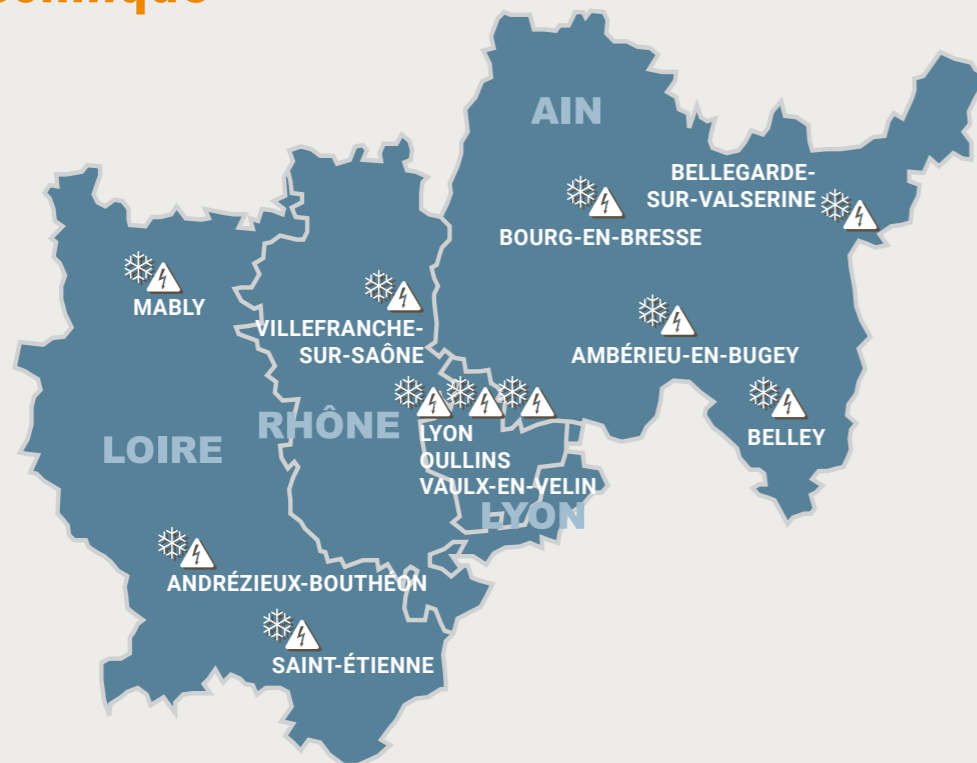 AIN
BELLEGARDE-
SUR-VALSERINE
BOURG-EN-BRESSE
MABLY
VILLEFRANCHE-
SUR-SAÔNE
AMBÉRIEU-EN-BUGEY
RHÔNE
LOIRE
LYON
OULLINS
VAULX-EN-VELIN
BELLEY
LYON
ANDRÉZIEUX-BOUTHÉON
SAINT-ÉTIENNE